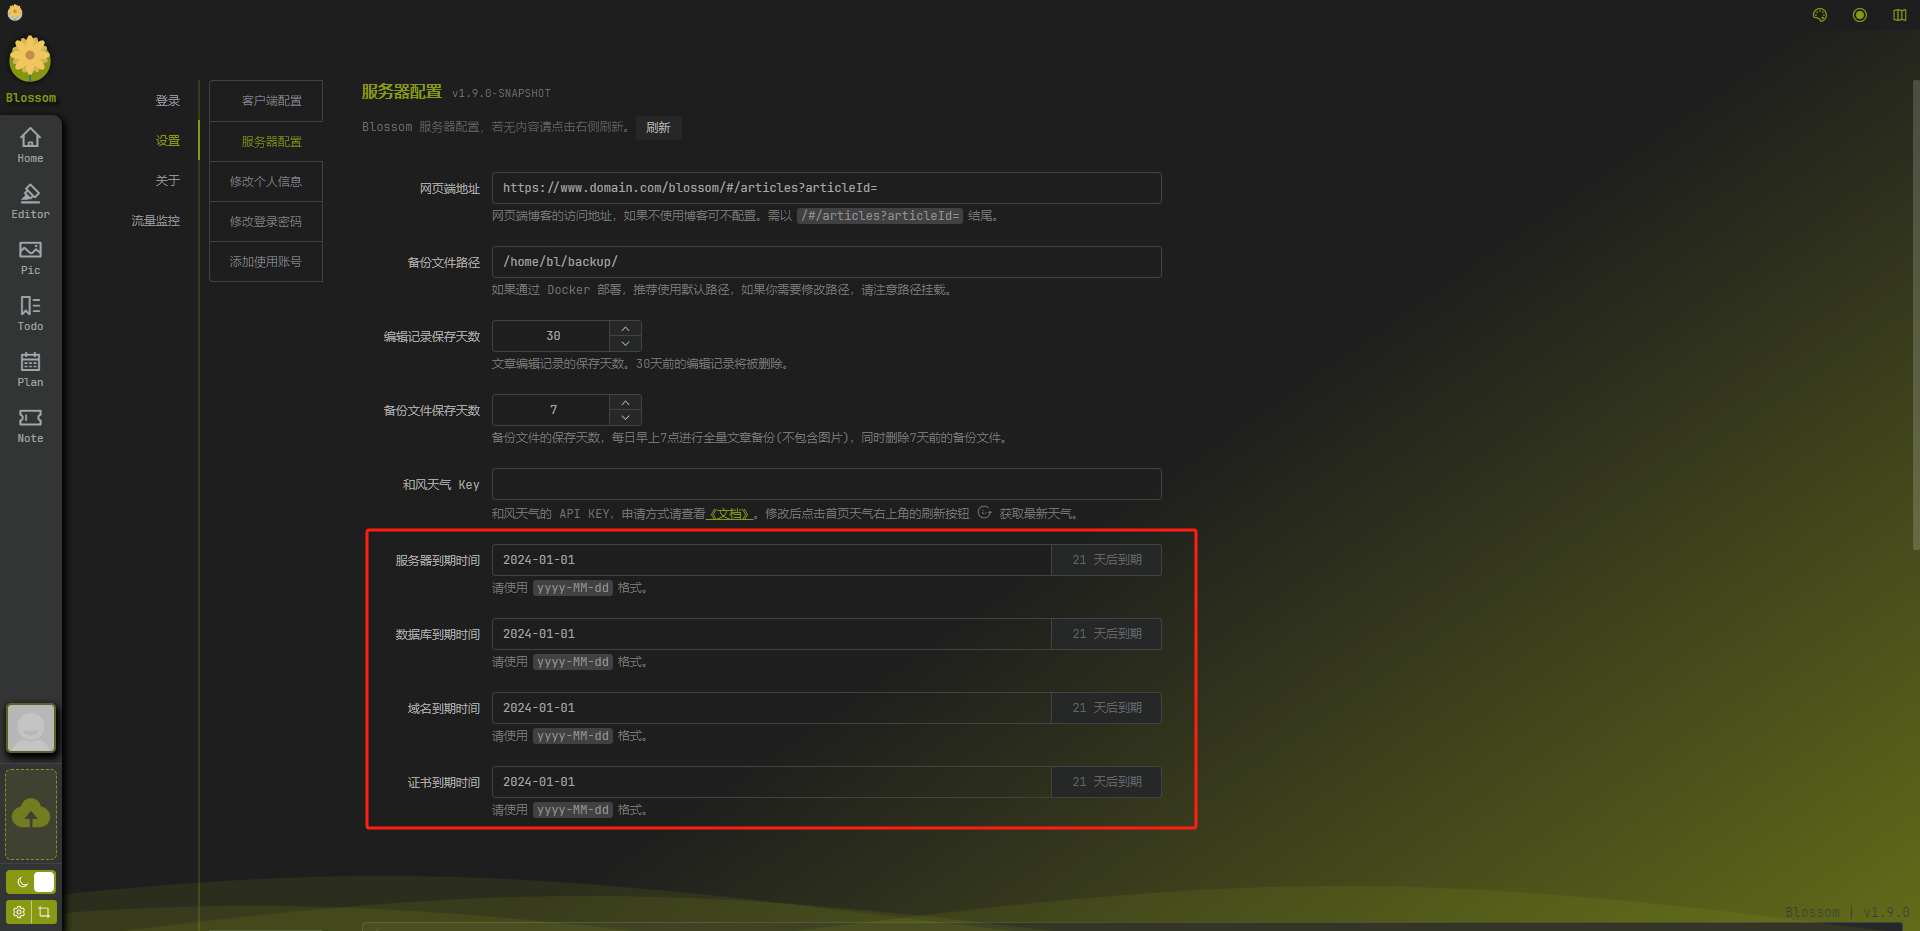 Blossom
Home
Editor
Pic
Todo
Plan
Note
登录
设置
关于
流量监控
客户端配置
服务器配置
修改个人信息
修改登录密码
添加使用账号
服务器配置 v1.9.0-SNAPSHOT
Blossom 服务器配置，若无内容请点击右侧刷新。 刷新
网页端地址 https://www.domain.com/blossom/#/articles?articleId=
网页端博客的访问地址，如果不使用博客可不配置。需以 /#/articles?articleId= 结尾。
备份文件路径 /home/bl/backup/
如果通过 Docker 部署，推荐使用默认路径，如果你需要修改路径，请注意路径挂载。
编辑记录保存天数 30
文章编辑记录的保存天数。30天前的编辑记录将被删除。
备份文件保存天数 7
备份文件的保存天数，每日早上7点进行全量文章备份(不包含图片)，同时删除7天前的备份文件。
和风天气 Key
和风天气的 API KEY，申请方式请查看《文档》。修改后点击首页天气右上角的刷新按钮 获取最新天气。
服务器到期时间 2024-01-01 21 天后到期
请使用 yyyy-MM-dd 格式。
数据库到期时间 2024-01-01 21 天后到期
请使用 yyyy-MM-dd 格式。
域名到期时间 2024-01-01 21 天后到期
请使用 yyyy-MM-dd 格式。
证书到期时间 2024-01-01 21 天后到期
请使用 yyyy-MM-dd 格式。
Blossom | v1.9.0